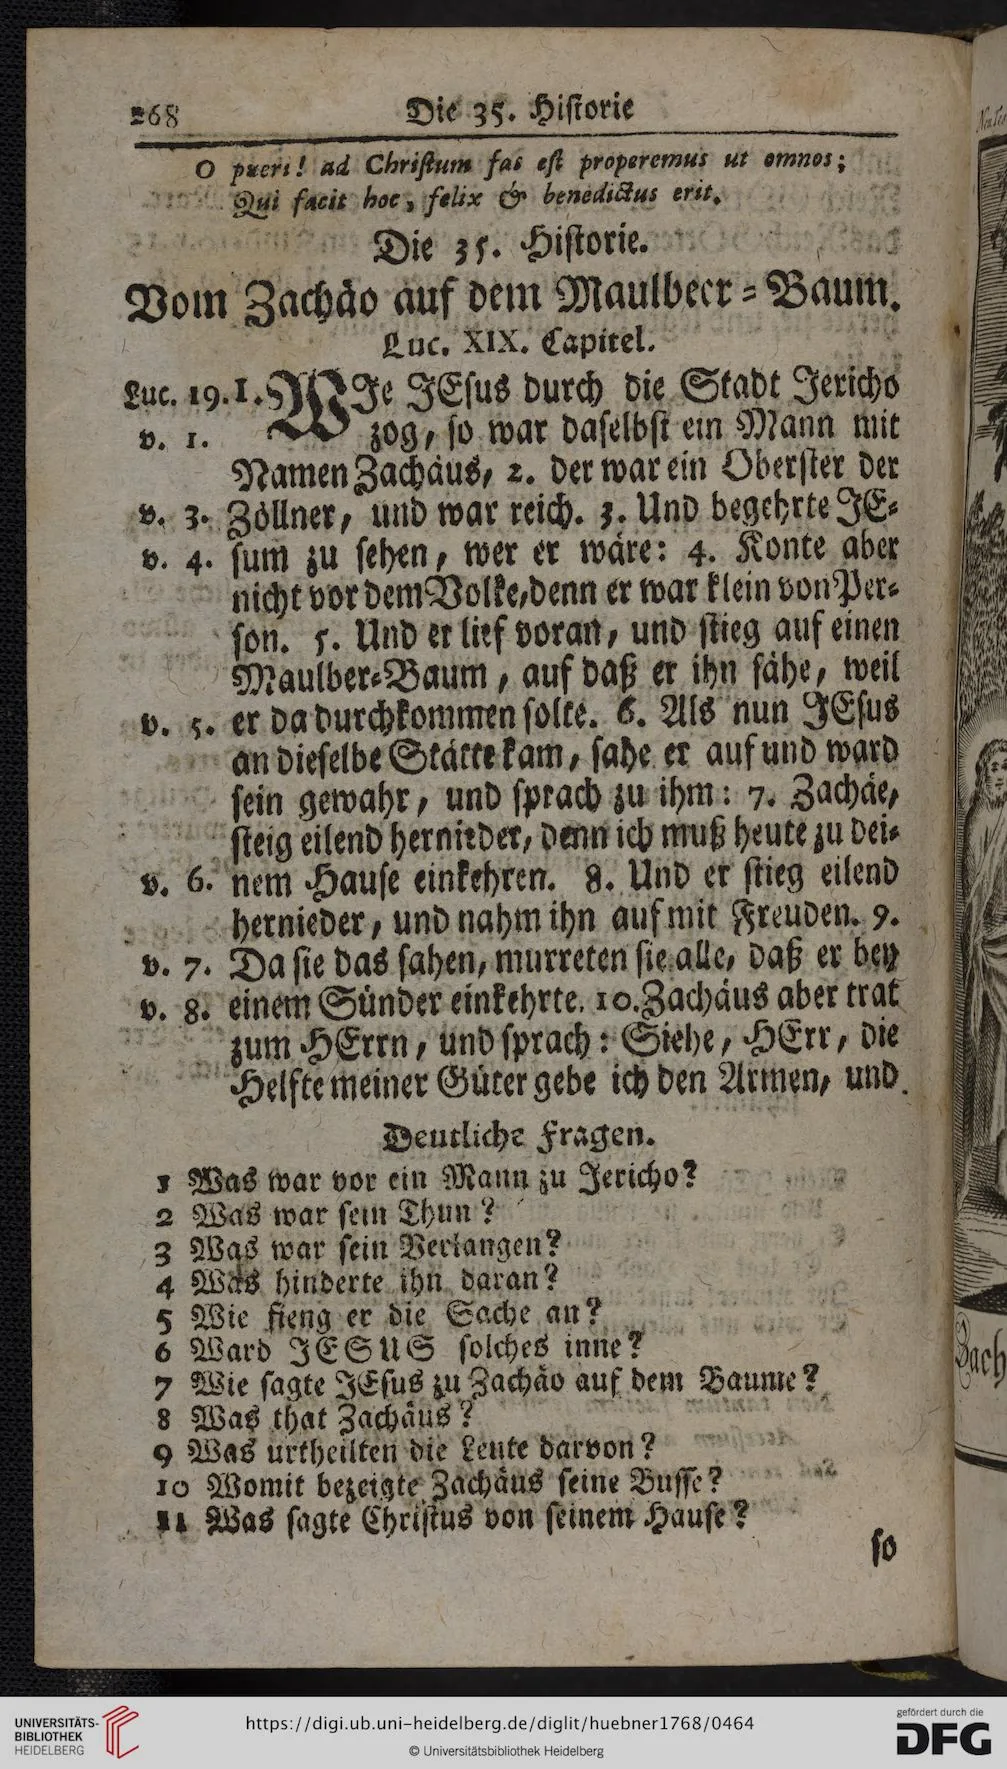 268 Die 35. Historie
O pueri! ad Christum fas est properemus ut omnes;
Qui facit hoc, felix & benedictus erit.
Die 35. Historie.
Vom Zachäo auf dem Maulbeer-Baum.
Luc. XIX. Capitel.
Luc. 19. 1. WIe JEsus durch die Stadt Jericho
v. 1. zog, so war daselbst ein Mann mit
Namen Zachäus, 2. der war ein Oberster der
v. 3. Zöllner, und war reich. 3. Und begehrte JE-
v. 4. sum zu sehen, wer er wäre: 4. Konte aber
nicht vor dem Volke, denn er war klein von Per-
son. 5. Und er lief voran, und stieg auf einen
Maulber-Baum, auf daß er ihn sähe, weil
v. 5. er da durchkommen solte. 6. Als nun JEsus
an dieselbe Stätte kam, sahe er auf und ward
sein gewahr, und sprach zu ihm: 7. Zachäe,
steig eilend hernieder, denn ich muß heute zu dei-
v. 6. nem Hause einkehren. 8. Und er stieg eilend
hernieder, und nahm ihn auf mit Freuden. 9.
v. 7. Da sie das sahen, murreten sie alle, daß er bey
v. 8. einem Sünder einkehrte. 10. Zachäus aber trat
zum HErrn, und sprach: Siehe, HErr, die
Helfte meiner Güter gebe ich den Armen, und
Deutliche Fragen.
1 Was war vor ein Mann zu Jericho?
2 Was war sein Thun?
3 Was war sein Verlangen?
4 Was hinderte ihn daran?
5 Wie fieng er die Sache an?
6 Ward JESUS solches inne?
7 Wie sagte JEsus zu Zachäo auf dem Baume?
8 Was that Zachäus?
9 Was urtheilten die Leute darvon?
10 Womit bezeigte Zachäus seine Busse?
11 Was sagte Christus von seinem Hause?
so
Zach
UNIVERSITÄTS-
BIBLIOTHEK
HEIDELBERG
https://digi.ub.uni-heidelberg.de/diglit/huebner1768/0464
© Universitätsbibliothek Heidelberg
gefördert durch die
DFG